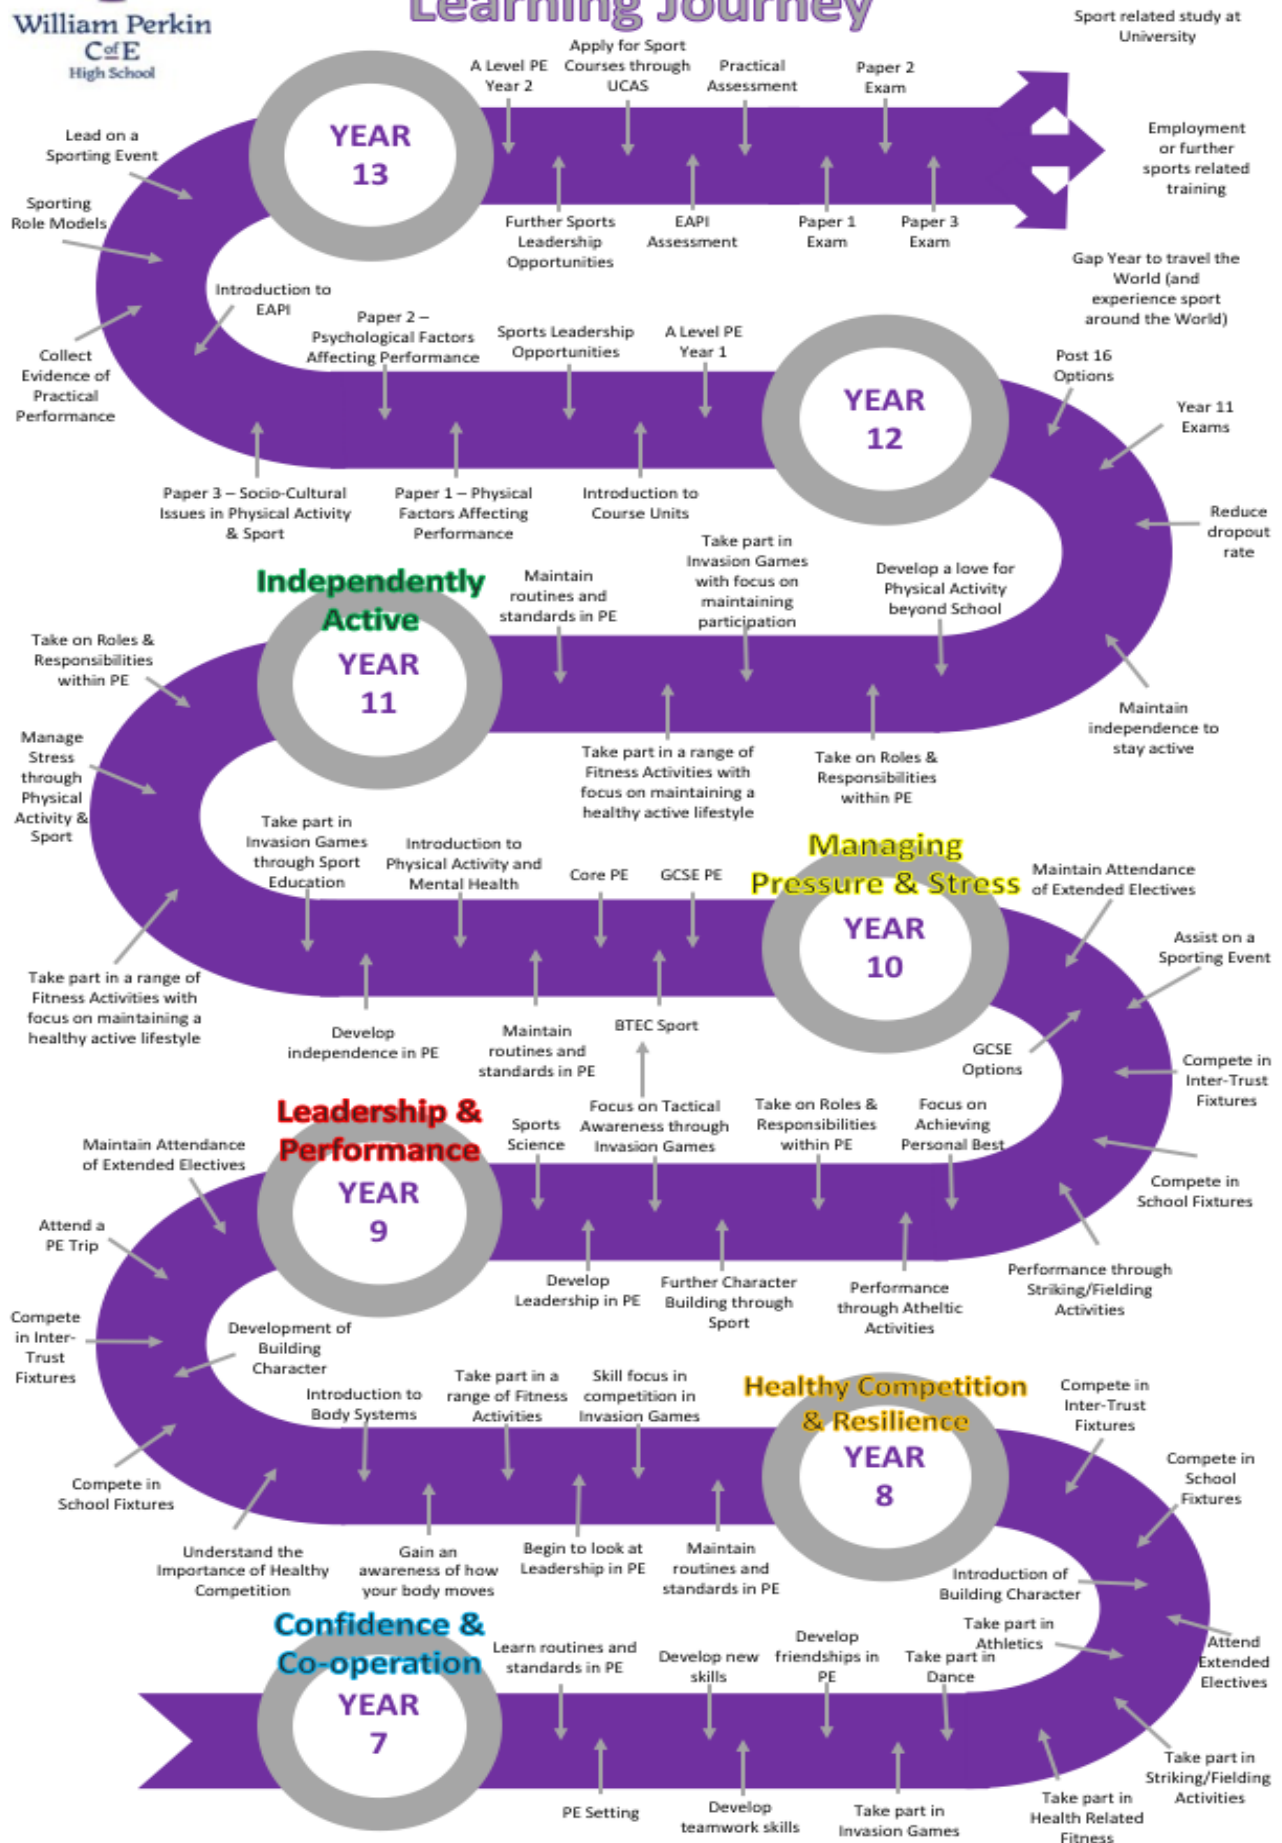 Learning Journey
William Perkin
C of E
High School
Sport related study at
University
Apply for Sport
Courses through
UCAS
A Level PE
Year 2
Practical
Assessment
Paper 2
Exam
YEAR
13
Employment
or further
sports related
training
Lead on a
Sporting Event
Sporting
Role Models
Further Sports
Leadership
Opportunities
EAPI
Assessment
Paper 1
Exam
Paper 3
Exam
Gap Year to travel the
World (and
experience sport
around the World)
Introduction to
EAPI
Collect
Evidence of
Practical
Performance
Paper 2 –
Psychological Factors
Affecting Performance
Sports Leadership
Opportunities
A Level PE
Year 1
YEAR
12
Post 16
Options
Year 11
Exams
Paper 3 – Socio-Cultural
Issues in Physical Activity
& Sport
Paper 1 – Physical
Factors Affecting
Performance
Introduction to
Course Units
Reduce
dropout
rate
Independently
Active
YEAR
11
Maintain
routines and
standards in PE
Take part in
Invasion Games
with focus on
maintaining
participation
Develop a love for
Physical Activity
beyond School
Take on Roles &
Responsibilities
within PE
Maintain
independence to
stay active
Manage
Stress
through
Physical
Activity &
Sport
Take part in a range of
Fitness Activities with
focus on maintaining a
healthy active lifestyle
Take on Roles &
Responsibilities
within PE
Take part in
Invasion Games
through Sport
Education
Introduction to
Physical Activity and
Mental Health
Core PE
GCSE PE
Managing
Pressure & Stress
YEAR
10
Maintain Attendance
of Extended Electives
Assist on a
Sporting Event
Take part in a range of
Fitness Activities with
focus on maintaining a
healthy active lifestyle
Develop
independence in PE
Maintain
routines and
standards in PE
BTEC Sport
GCSE
Options
Compete in
Inter-Trust
Fixtures
Leadership &
Performance
YEAR
9
Sports
Science
Focus on Tactical
Awareness through
Invasion Games
Take on Roles &
Responsibilities
within PE
Focus on
Achieving
Personal Best
Compete in
School Fixtures
Maintain Attendance
of Extended Electives
Attend a
PE Trip
Develop
Leadership in PE
Further Character
Building through
Sport
Performance
through Atheltic
Activities
Performance through
Striking/Fielding
Activities
Compete
in Inter-
Trust
Fixtures
Development of
Building
Character
Introduction to
Body Systems
Take part in a
range of Fitness
Activities
Skill focus in
competition in
Invasion Games
Healthy Competition
& Resilience
YEAR
8
Compete in
Inter-Trust
Fixtures
Compete in
School
Fixtures
Compete in
School Fixtures
Understand the
Importance of Healthy
Competition
Gain an
awareness of how
your body moves
Begin to look at
Leadership in PE
Maintain
routines and
standards in PE
Introduction of
Building Character
Take part in
Athletics
Attend
Extended
Electives
Confidence &
Co-operation
YEAR
7
Learn routines and
standards in PE
Develop new
skills
Develop
friendships in
PE
Take part in
Dance
PE Setting
Develop
teamwork skills
Take part in
Invasion Games
Take part in
Health Related
Fitness
Take part in
Striking/Fielding
Activities